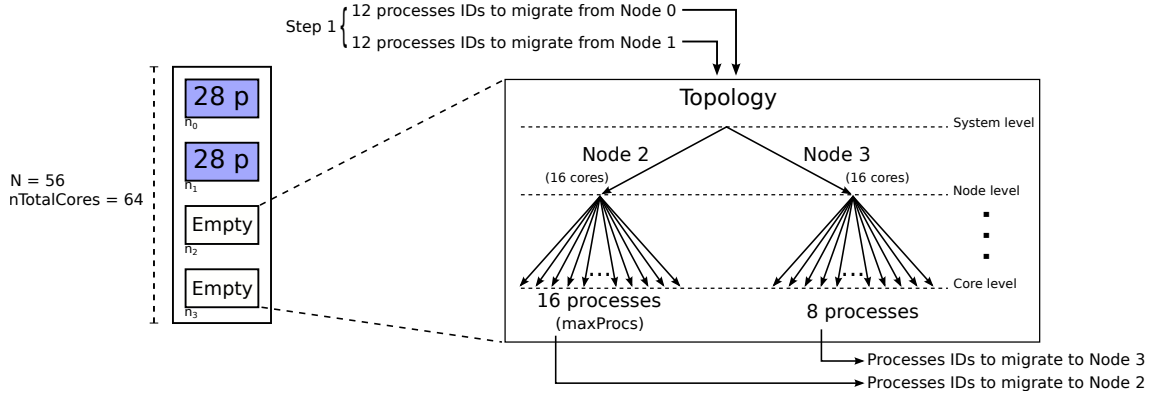 Step 1
12 processes IDs to migrate from Node 0
12 processes IDs to migrate from Node 1
N = 56
nTotalCores = 64
28 p
n0
28 p
n1
Empty
n2
Empty
n3
Topology
System level
Node 2
(16 cores)
Node 3
(16 cores)
Node level
...
...
Core level
16 processes
(maxProcs)
8 processes
Processes IDs to migrate to Node 3
Processes IDs to migrate to Node 2